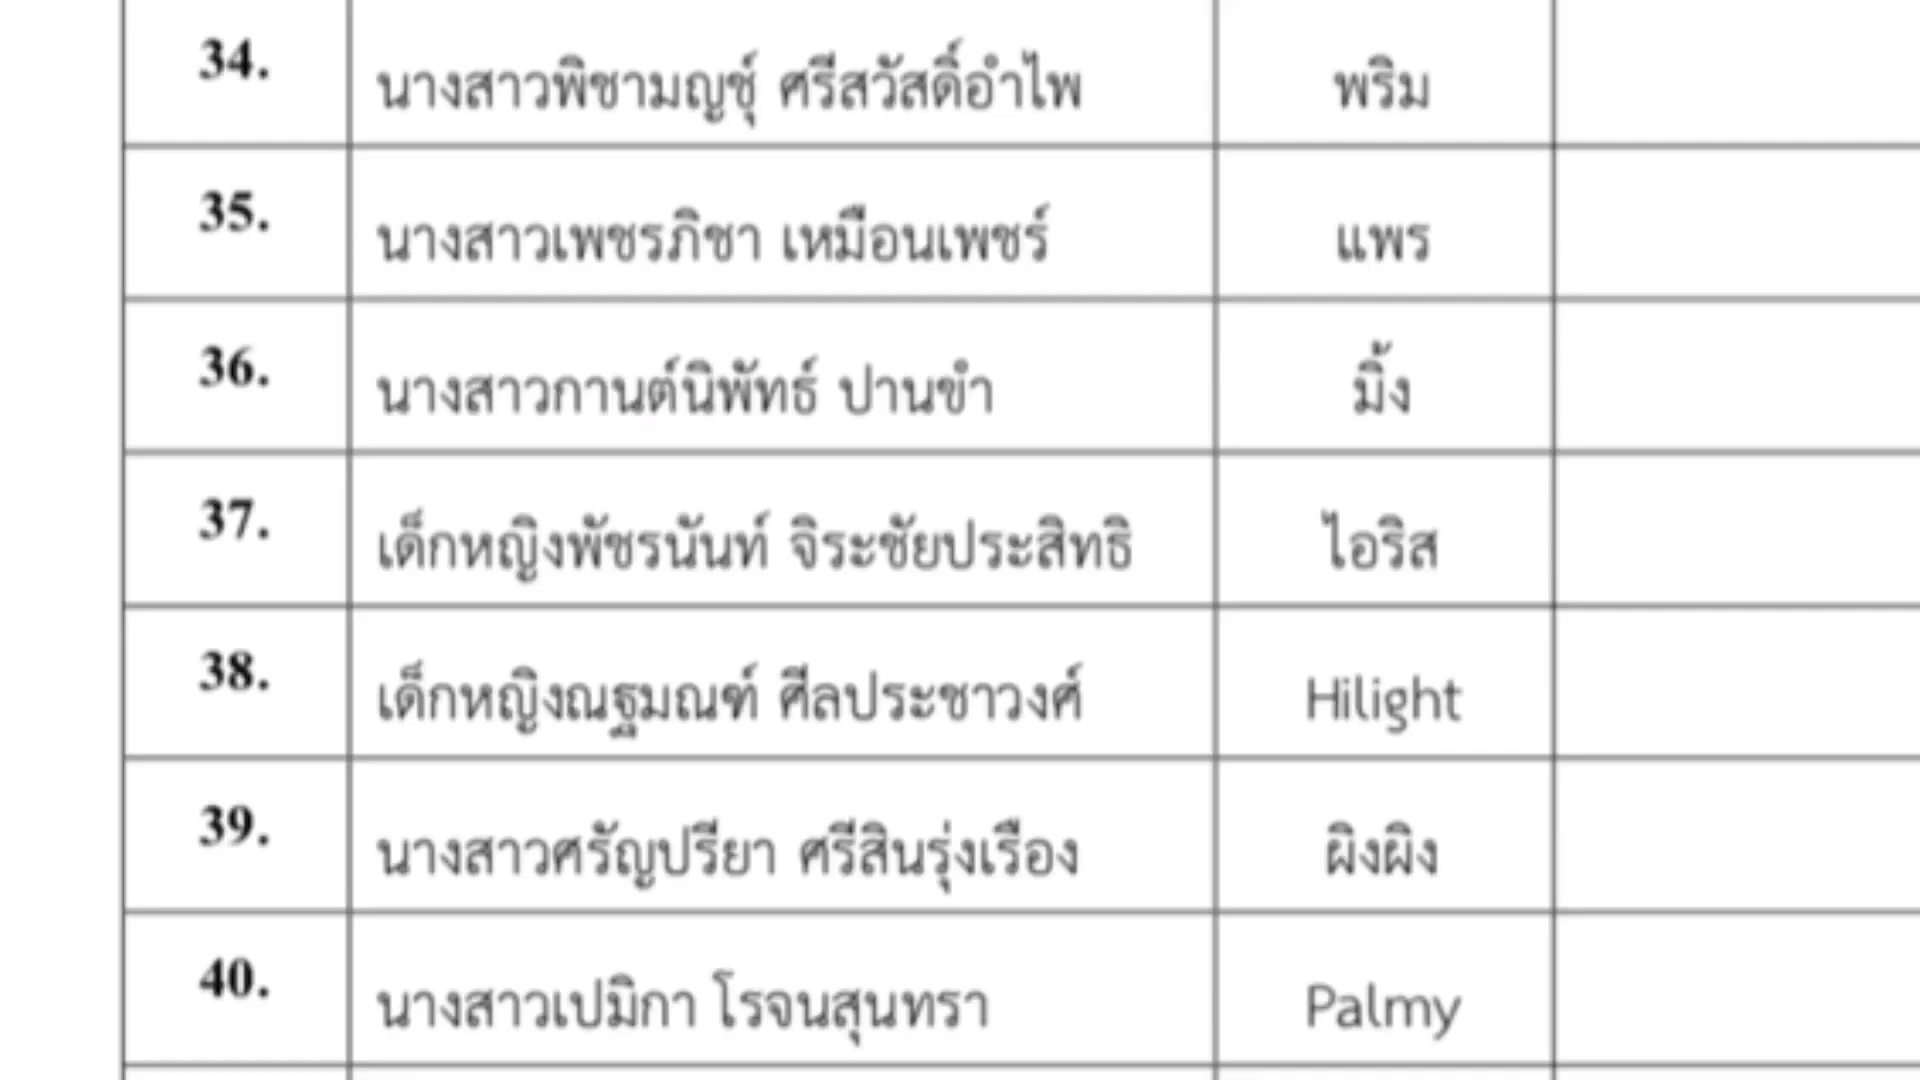 34. นางสาวพิชามญชุ์ ศรีสวัสดิ์อำไพ พริม
35. นางสาวเพชรภิชา เหมือนเพชร์ แพร
36. นางสาวกานต์นิพัทธ์ ปานขำ มิ้ง
37. เด็กหญิงพัชรนันท์ จิระชัยประสิทธิ ไอริส
38. เด็กหญิงณฐมณฑ์ ศีลประชาวงศ์ Hilight
39. นางสาวศรัญปรียา ศรีสินรุ่งเรือง ผิงผิง
40. นางสาวเปมิกา โรจนสุนทรา Palmy